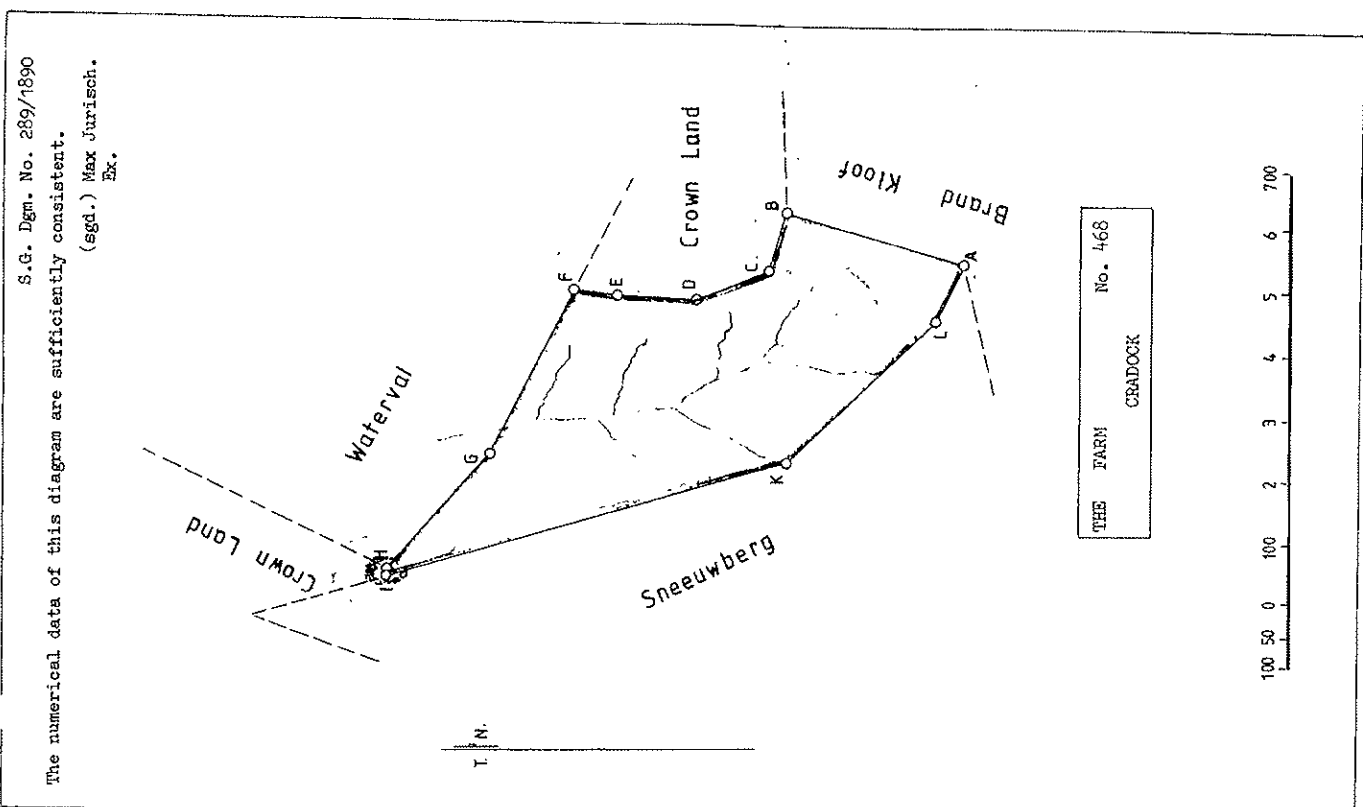 S.G. Dgm. No. 289/1890
The numerical data of this diagram are sufficiently consistent.
(sgd.) Max Jurisch.
Ex.
Crown Land
Waterval
H
I
G
F
E
D
Crown Land
C.
B
Brand Kloof
A
L
K
Sneeuwberg
T.N.
THE FARM No. 468
CRADOCK
100 50 0 100 2 3 4 5 6 700